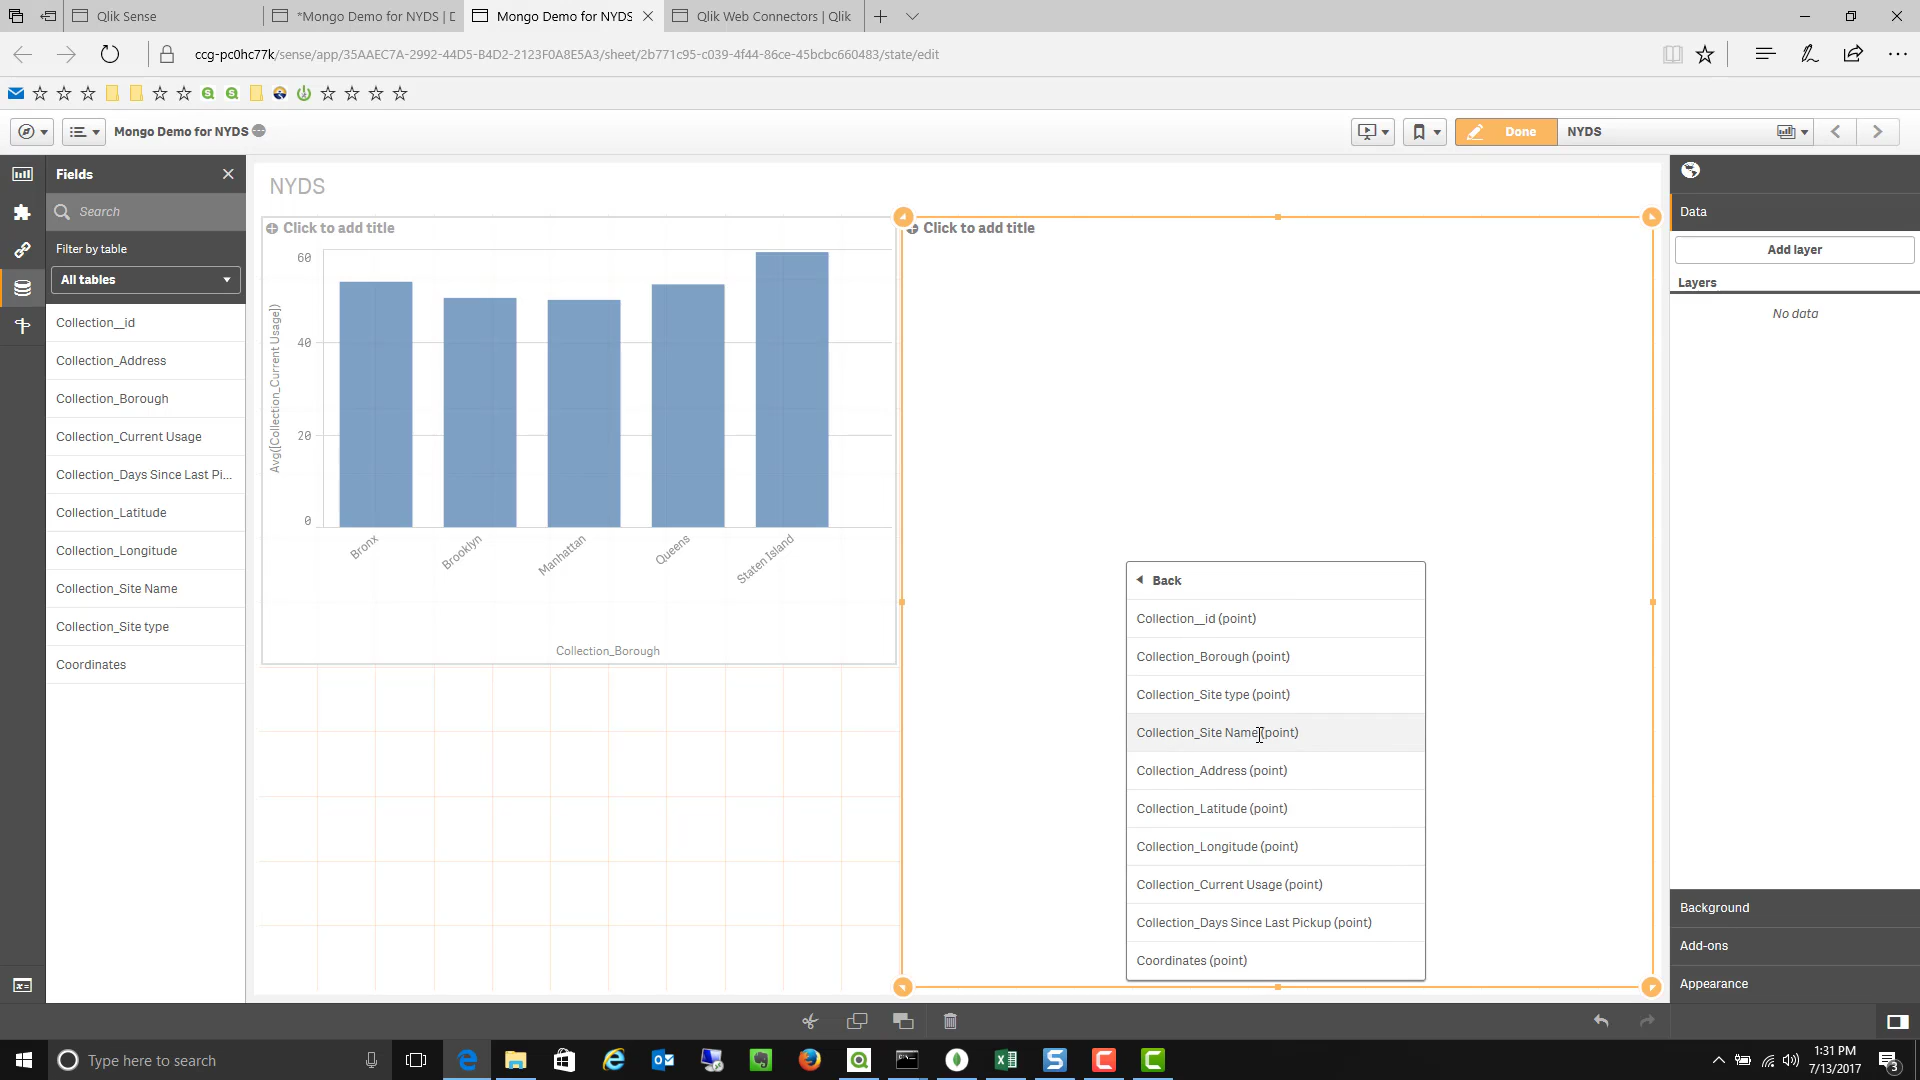 Qlik Sense
*Mongo Demo for NYDS | D
Mongo Demo for NYDS
Qlik Web Connectors | Qlik
ccg-pc0hc77k/sense/app/35AAEC7A-2992-44D5-B4D2-2123F0A8E5A3/sheet/2b771c95-c039-4f44-86ce-45bcbc660483/state/edit
Mongo Demo for NYDS
Done
NYDS
Fields
Search
Filter by table
All tables
Collection__id
Collection_Address
Collection_Borough
Collection_Current Usage
Collection_Days Since Last Pi...
Collection_Latitude
Collection_Longitude
Collection_Site Name
Collection_Site type
Coordinates
NYDS
Click to add title
60
40
20
0
Avg([Collection_Current Usage])
Bronx
Brooklyn
Manhattan
Queens
Staten Island
Collection_Borough
Click to add title
Back
Collection__id (point)
Collection_Borough (point)
Collection_Site type (point)
Collection_Site Name (point)
Collection_Address (point)
Collection_Latitude (point)
Collection_Longitude (point)
Collection_Current Usage (point)
Collection_Days Since Last Pickup (point)
Coordinates (point)
Data
Add layer
Layers
No data
Background
Add-ons
Appearance
Type here to search
1:31 PM
7/13/2017
3